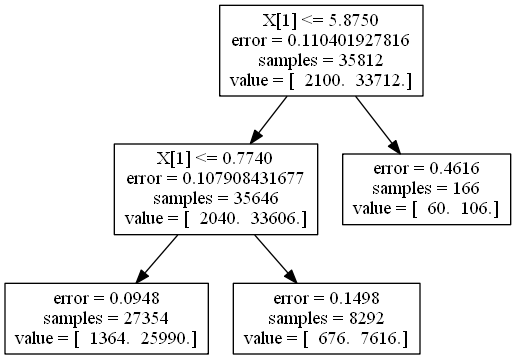 X[1] <= 5.8750
error = 0.110401927816
samples = 35812
value = [  2100.  33712.]
X[1] <= 0.7740
error = 0.107908431677
samples = 35646
value = [  2040.  33606.]
error = 0.4616
samples = 166
value = [  60.  106.]
error = 0.0948
samples = 27354
value = [  1364.  25990.]
error = 0.1498
samples = 8292
value = [  676.  7616.]